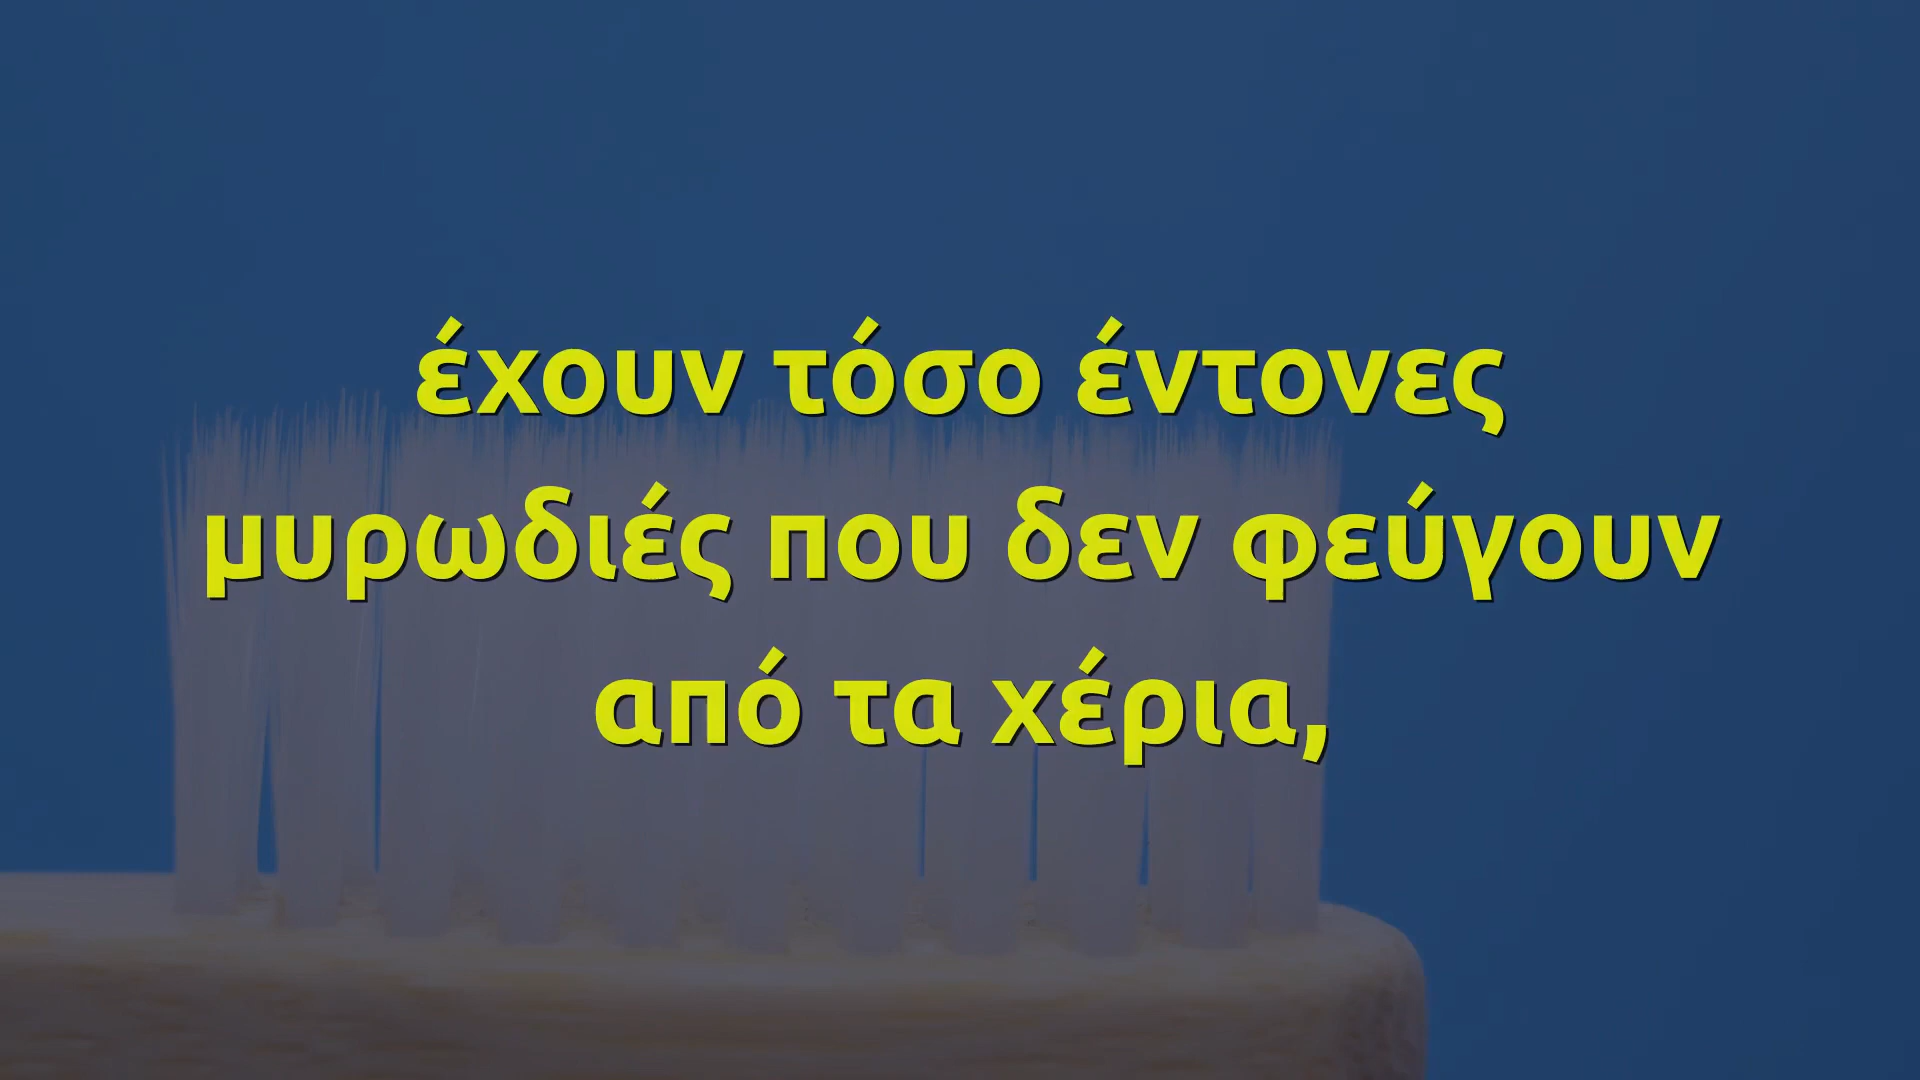 έχουν τόσο έντονες
μυρωδιές που δεν φεύγουν
από τα χέρια,